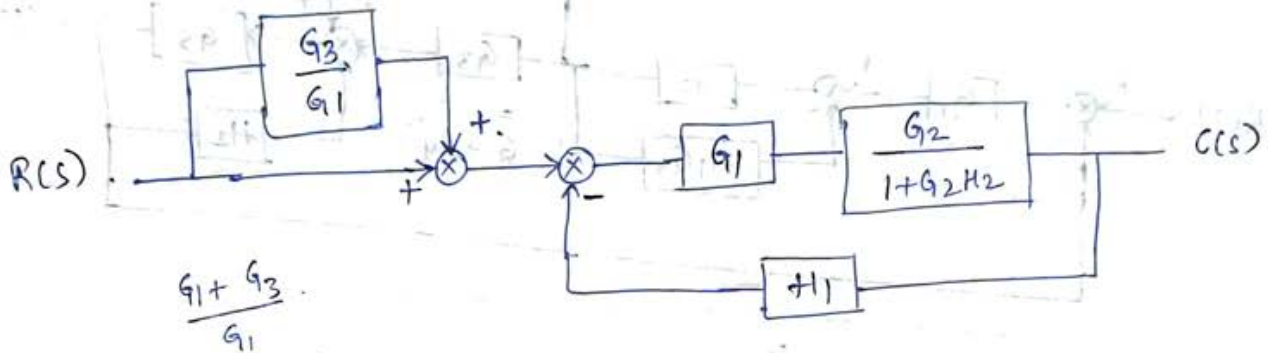 G3
G1
+.
R(S)
+
-
G1
G2
1+G2H2
C(S)
H1
G1+ G3
G1